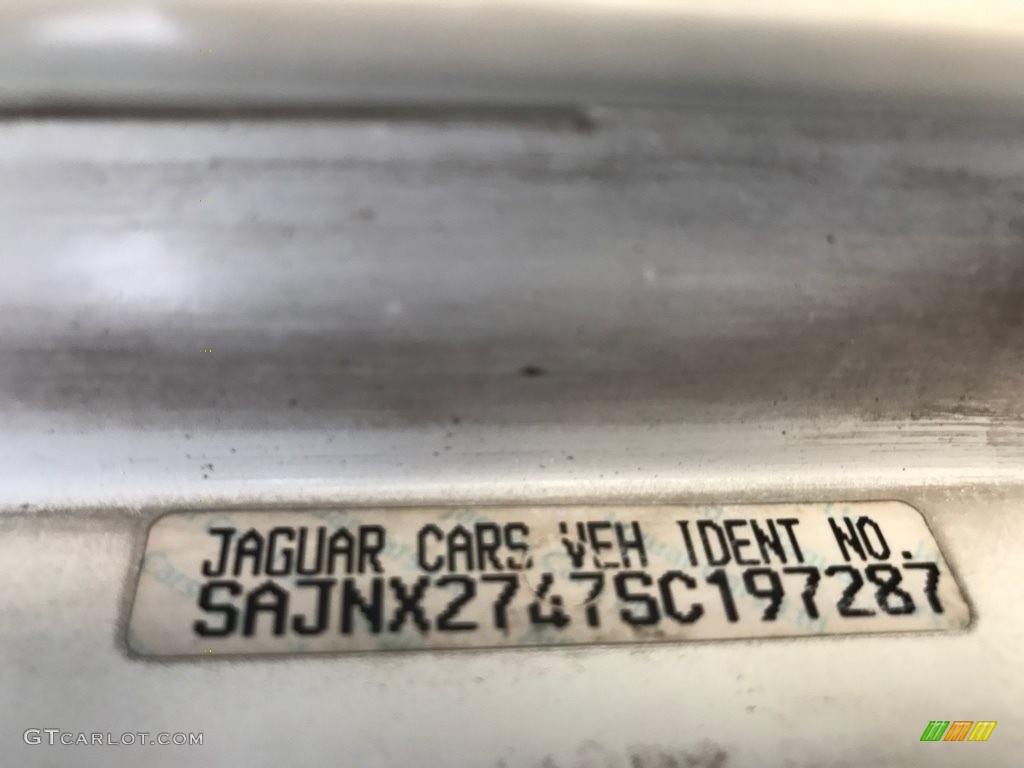 JAGUAR CARS VEH IDENT NO.
SAJNX2747SC197287
GTCARLOT.COM